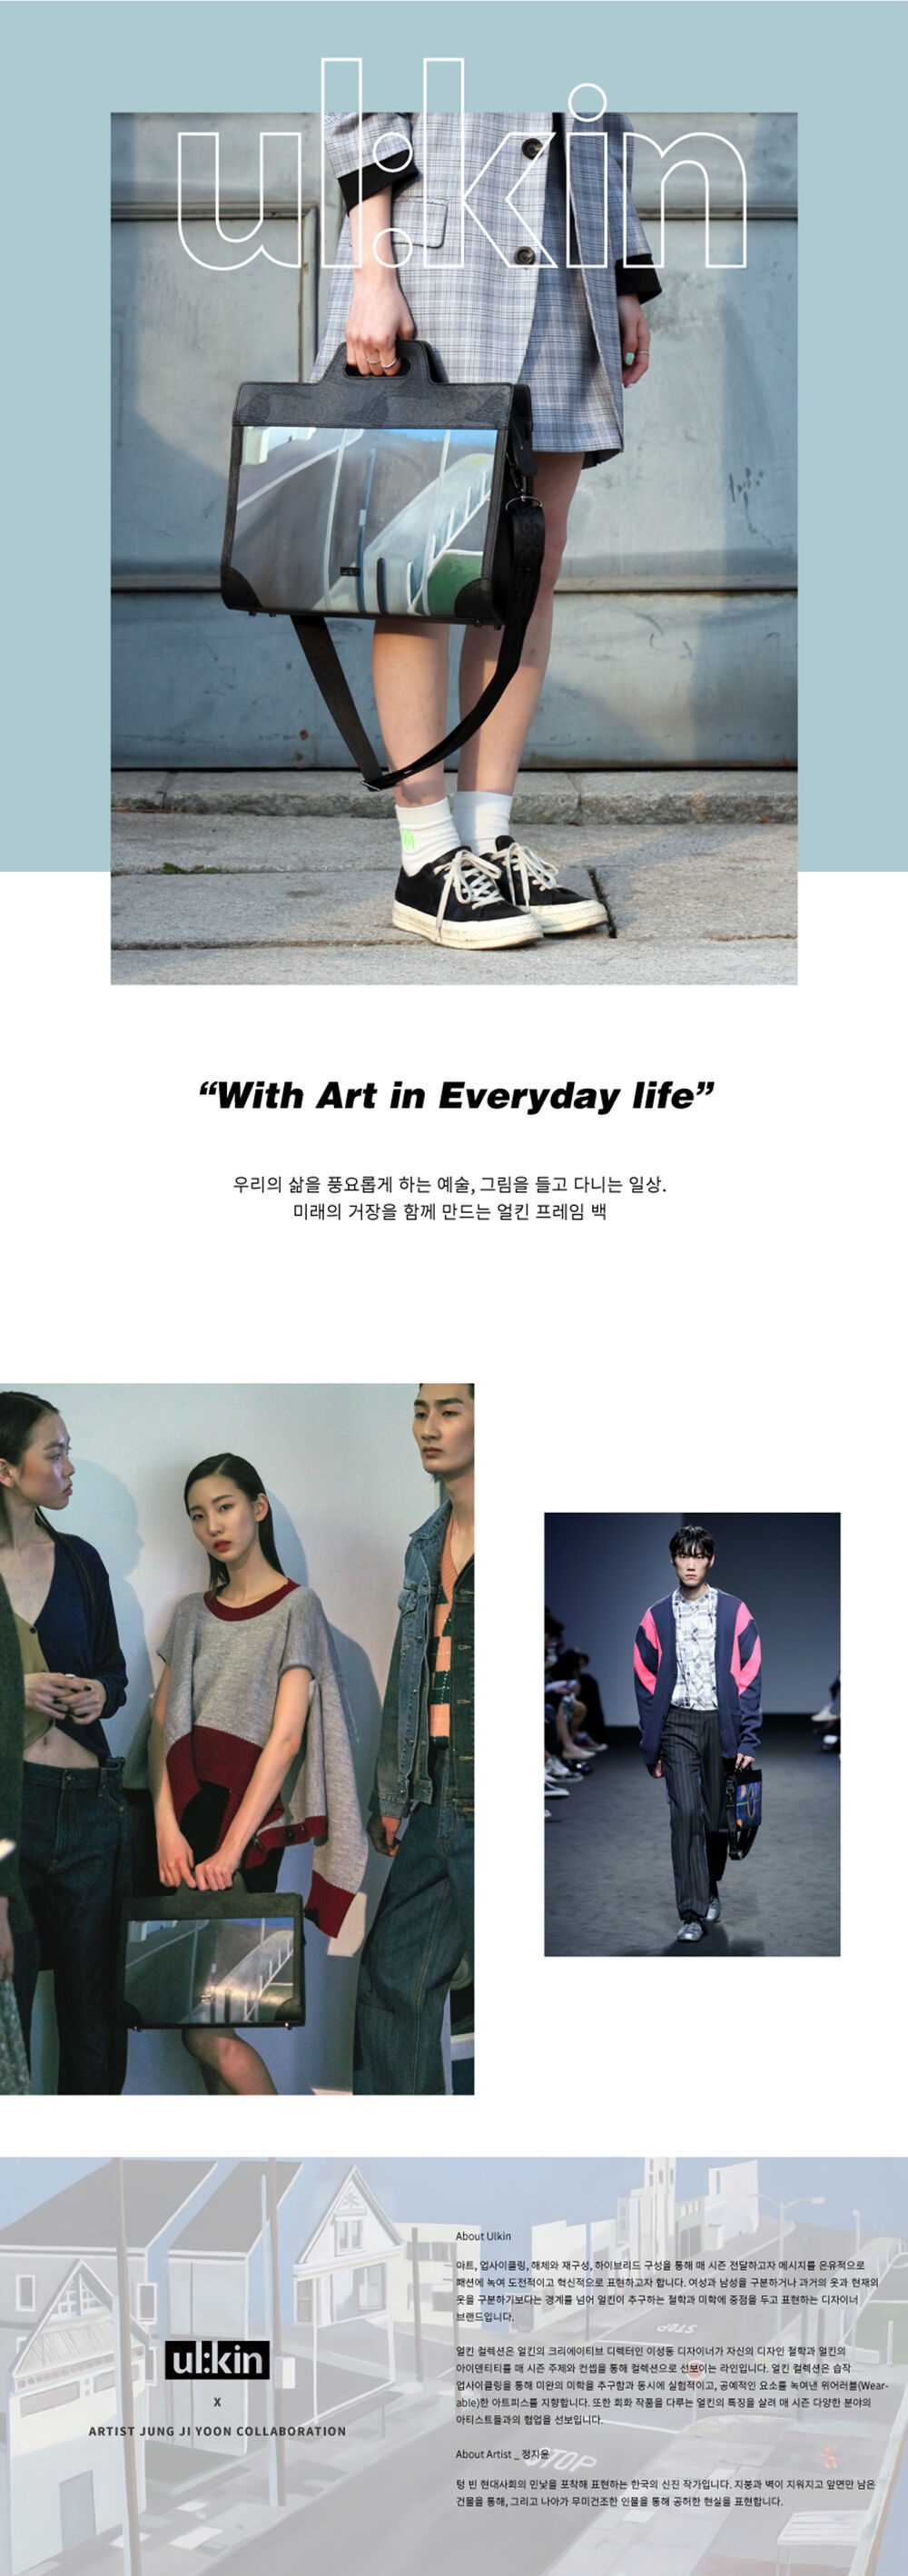 ul:kin
“With Art in Everyday life”
우리의 삶을 풍요롭게 하는 예술, 그림을 들고 다니는 일상.
미래의 거장을 함께 만드는 얼킨 프레임 백
ul:kin
X
ARTIST JUNG JI YOON COLLABORATION
About Ulkin
아트, 업사이클링, 해체와 재구성, 하이브리드 구성을 통해 매 시즌 전달하고자 메시지를 은유적으로
패션에 녹여 도전적이고 혁신적으로 표현하고자 합니다. 여성과 남성을 구분하거나 과거의 옷과 현재의
옷을 구분하기보다는 경계를 넘어 얼킨이 추구하는 철학과 미학에 중점을 두고 표현하는 디자이너
브랜드입니다.
얼킨 컬렉션은 얼킨의 크리에이티브 디렉터인 이성동 디자이너가 자신의 디자인 철학과 얼킨의
아이덴티티를 매 시즌 주제와 컨셉을 통해 컬렉션으로 선보이는 라인입니다. 얼킨 컬렉션은 습작
업사이클링을 통해 미완의 미학을 추구함과 동시에 실험적이고, 공예적인 요소를 녹여낸 위어러블(Wear-
able)한 아트피스를 지향합니다. 또한 회화 작품을 다루는 얼킨의 특징을 살려 매 시즌 다양한 분야의
아티스트들과의 협업을 선보입니다.
About Artist _ 정지윤
텅 빈 현대사회의 민낯을 포착해 표현하는 한국의 신진 작가입니다. 지붕과 벽이 지워지고 앞면만 남은
건물을 통해, 그리고 나아가 무미건조한 인물을 통해 공허한 현실을 표현합니다.
STOP
STOP